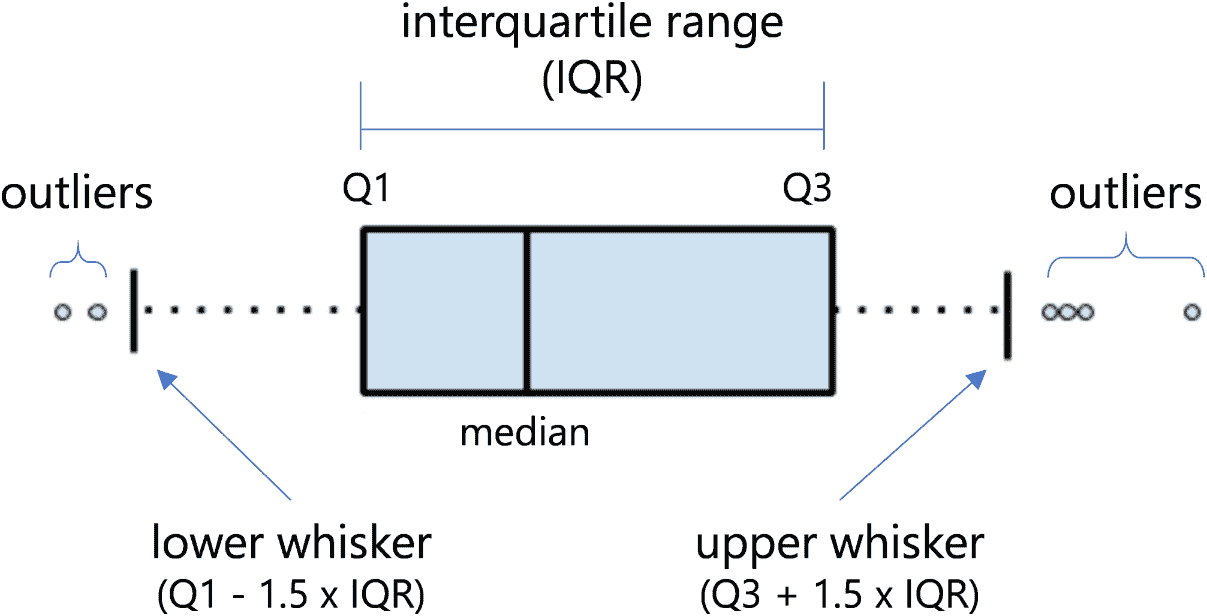 interquartile range
(IQR)
outliers
Q1
Q3
outliers
median
lower whisker
(Q1 - 1.5 x IQR)
upper whisker
(Q3 + 1.5 x IQR)